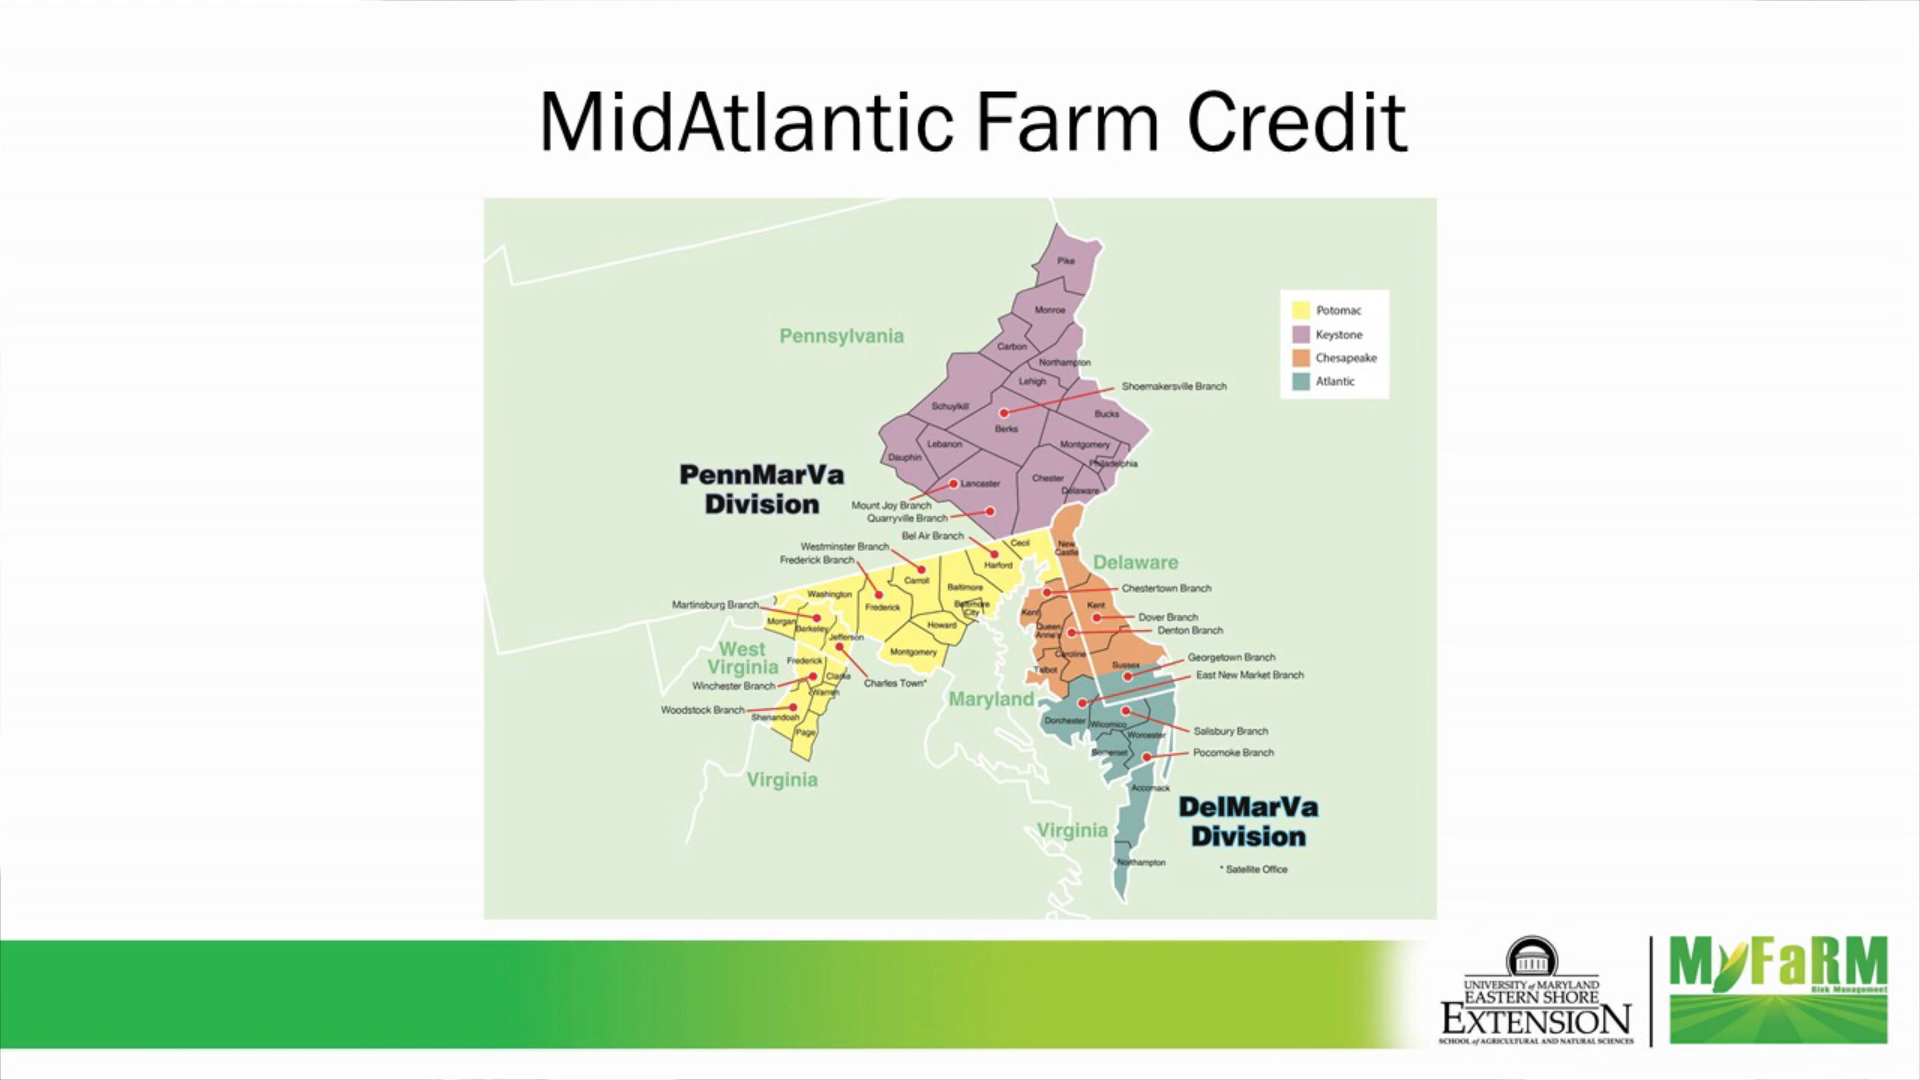 MidAtlantic Farm Credit
Pike
Monroe
Pennsylvania
Carbon
Northampton
Lehigh
Schuylkill
Berks
Bucks
Lebanon
Montgomery
Dauphin
Philadelphia
Lancaster
Chester
Delaware
Shoemakersville Branch
Potomac
Keystone
Chesapeake
Atlantic
PennMarVa
Division
Mount Joy Branch
Quarryville Branch
Bel Air Branch
Westminster Branch
Frederick Branch
Martinsburg Branch
Cecil
Harford
Carroll
Baltimore
Baltimore
City
Washington
Frederick
Howard
Montgomery
Morgan
Berkeley
Jefferson
West
Virginia
Frederick
Clarke
Warren
Winchester Branch
Charles Town*
Woodstock Branch
Shenandoah
Page
Virginia
New
Castle
Delaware
Chestertown Branch
Kent
Kent
Dover Branch
Queen
Anne's
Denton Branch
Caroline
Talbot
Sussex
Georgetown Branch
East New Market Branch
Maryland
Dorchester
Wicomico
Worcester
Somerset
Salisbury Branch
Pocomoke Branch
Accomack
DelMarVa
Division
Virginia
Northampton
* Satellite Office
UNIVERSITY of MARYLAND
EASTERN SHORE
EXTENSION
SCHOOL of AGRICULTURAL AND NATURAL SCIENCES
MyFaRM
Risk Management